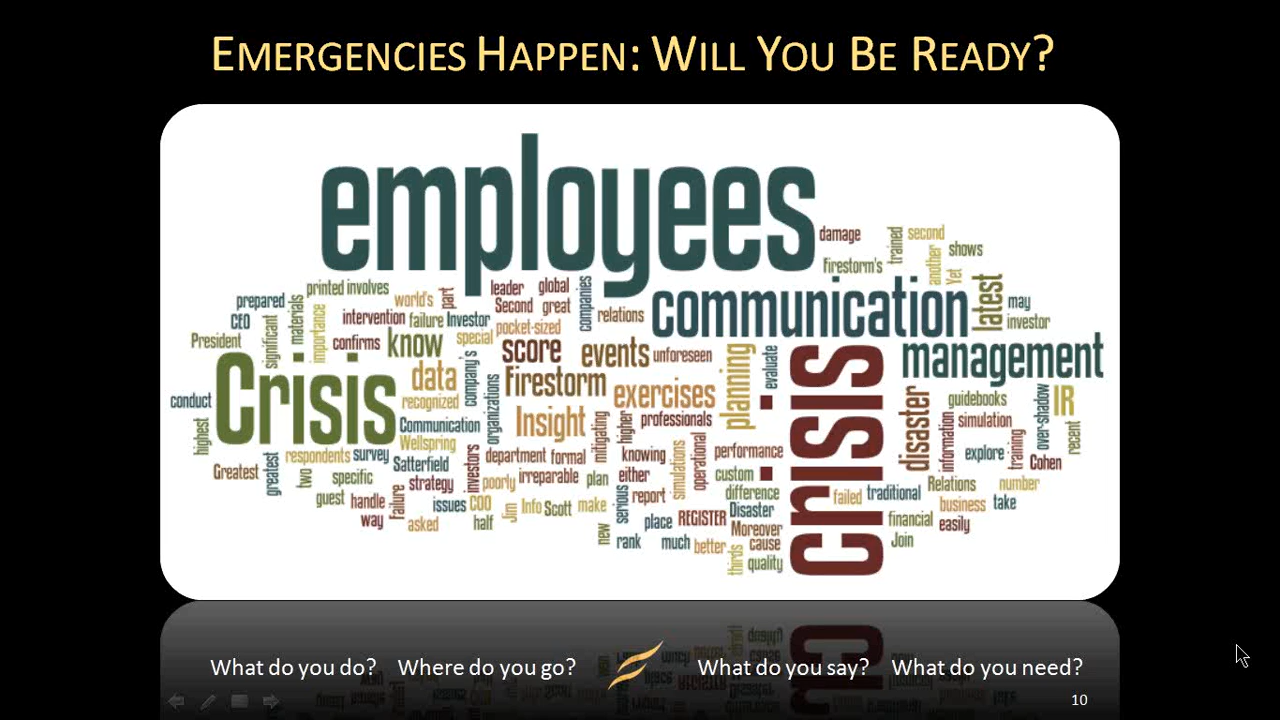 EMERGENCIES HAPPEN: WILL YOU BE READY?
employees
damage
trained
second
another
Yet
shows
Firestorm's
printed involves
world's
part
leader
global
Second
great
companies
relations
communication
latest
may
investor
prepared
materials
CEO
significant
importance
intervention
failure
Investor
pocket-sized
President
confirms
know
special
score
events
unforeseen
planning
evaluate
management
Crisis
data
company's
Firestorm
exercises
crisis
disaster
guidebooks
over-shadow
IR
conduct
recognized
organizations
Insight
mitigating
higher
professionals
information
simulation
recent
highest
Communication
Wellspring
respondents
survey
department
formal
knowing
simulations
operational
performance
explore
training
Cohen
Greatest
greatest
two
specific
Satterfield
investors
poorly
irreparable
plan
either
custom
strategy
guest
handle
failure
issues
COO
Jim
Info
Scott
make
serious
report
difference
failed
traditional
Relations
number
business
take
way
asked
half
new
place
REGISTER
Disaster
Moreover
financial
easily
rank
much
better
cause
Join
thirds
quality
What do you do? Where do you go? What do you say? What do you need?
10